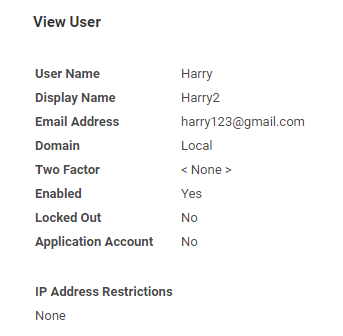 View User
User Name Harry
Display Name Harry2
Email Address harry123@gmail.com
Domain Local
Two Factor < None >
Enabled Yes
Locked Out No
Application Account No
IP Address Restrictions
None